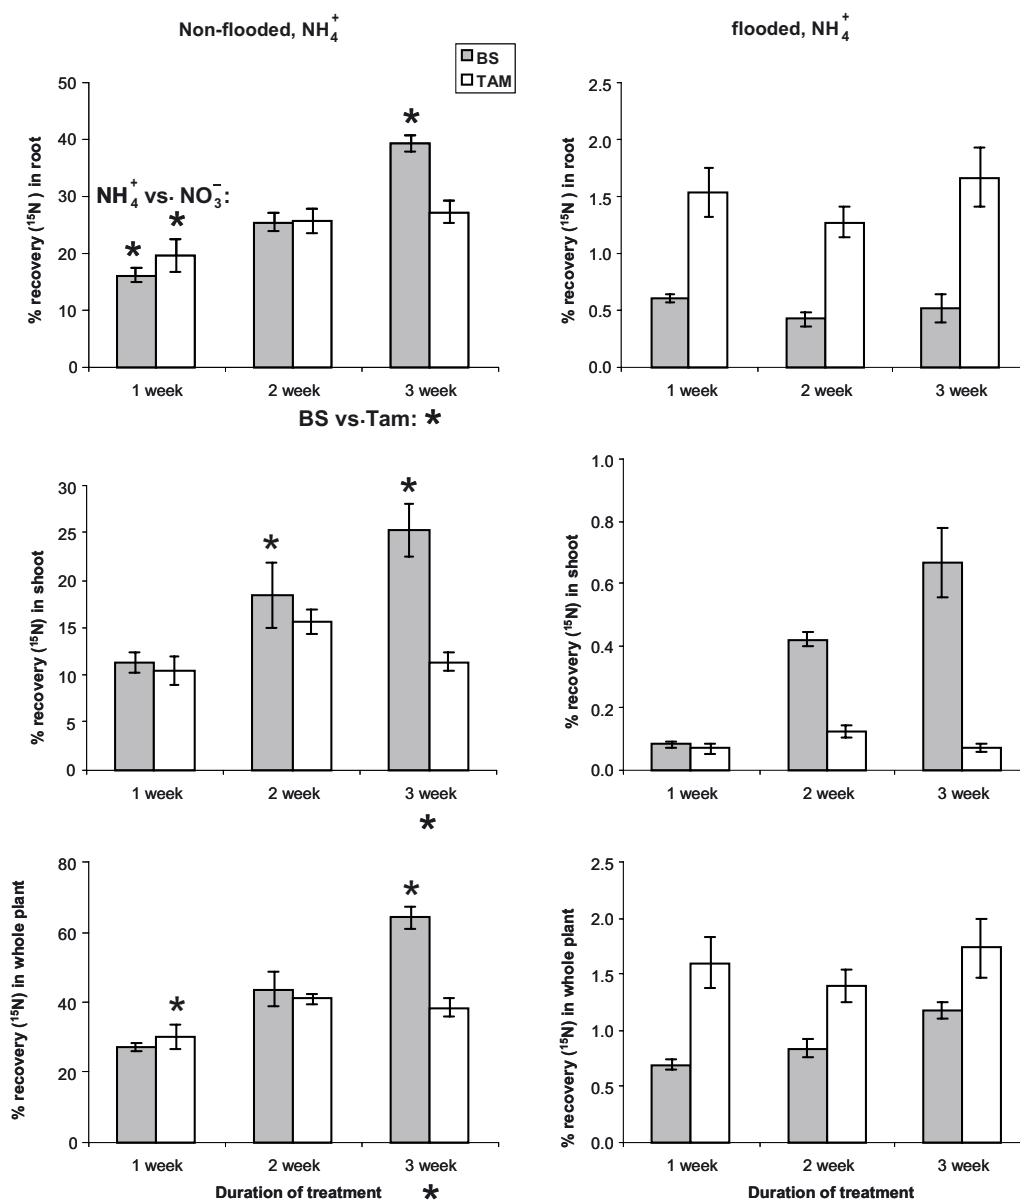 Non-flooded, NH₄⁺
flooded, NH₄⁺
BS
TAM
% recovery (¹⁵N ) in root
50
40
30
20
10
0
NH₄⁺ vs. NO₃⁻:
*
*
*
1 week
2 week
3 week
BS vs.Tam: *
% recovery (¹⁵N) in root
2.5
2.0
1.5
1.0
0.5
0.0
1 week
2 week
3 week
% recovery (¹⁵N) in shoot
30
25
20
15
10
5
0
*
*
1 week
2 week
3 week
*
% recovery (¹⁵N) in shoot
1.0
0.8
0.6
0.4
0.2
0.0
1 week
2 week
3 week
% recovery (¹⁵N) in whole plant
80
60
40
20
0
*
*
1 week
2 week
3 week
Duration of treatment *
% recovery (¹⁵N) in whole plant
2.5
2.0
1.5
1.0
0.5
0.0
1 week
2 week
3 week
Duration of treatment